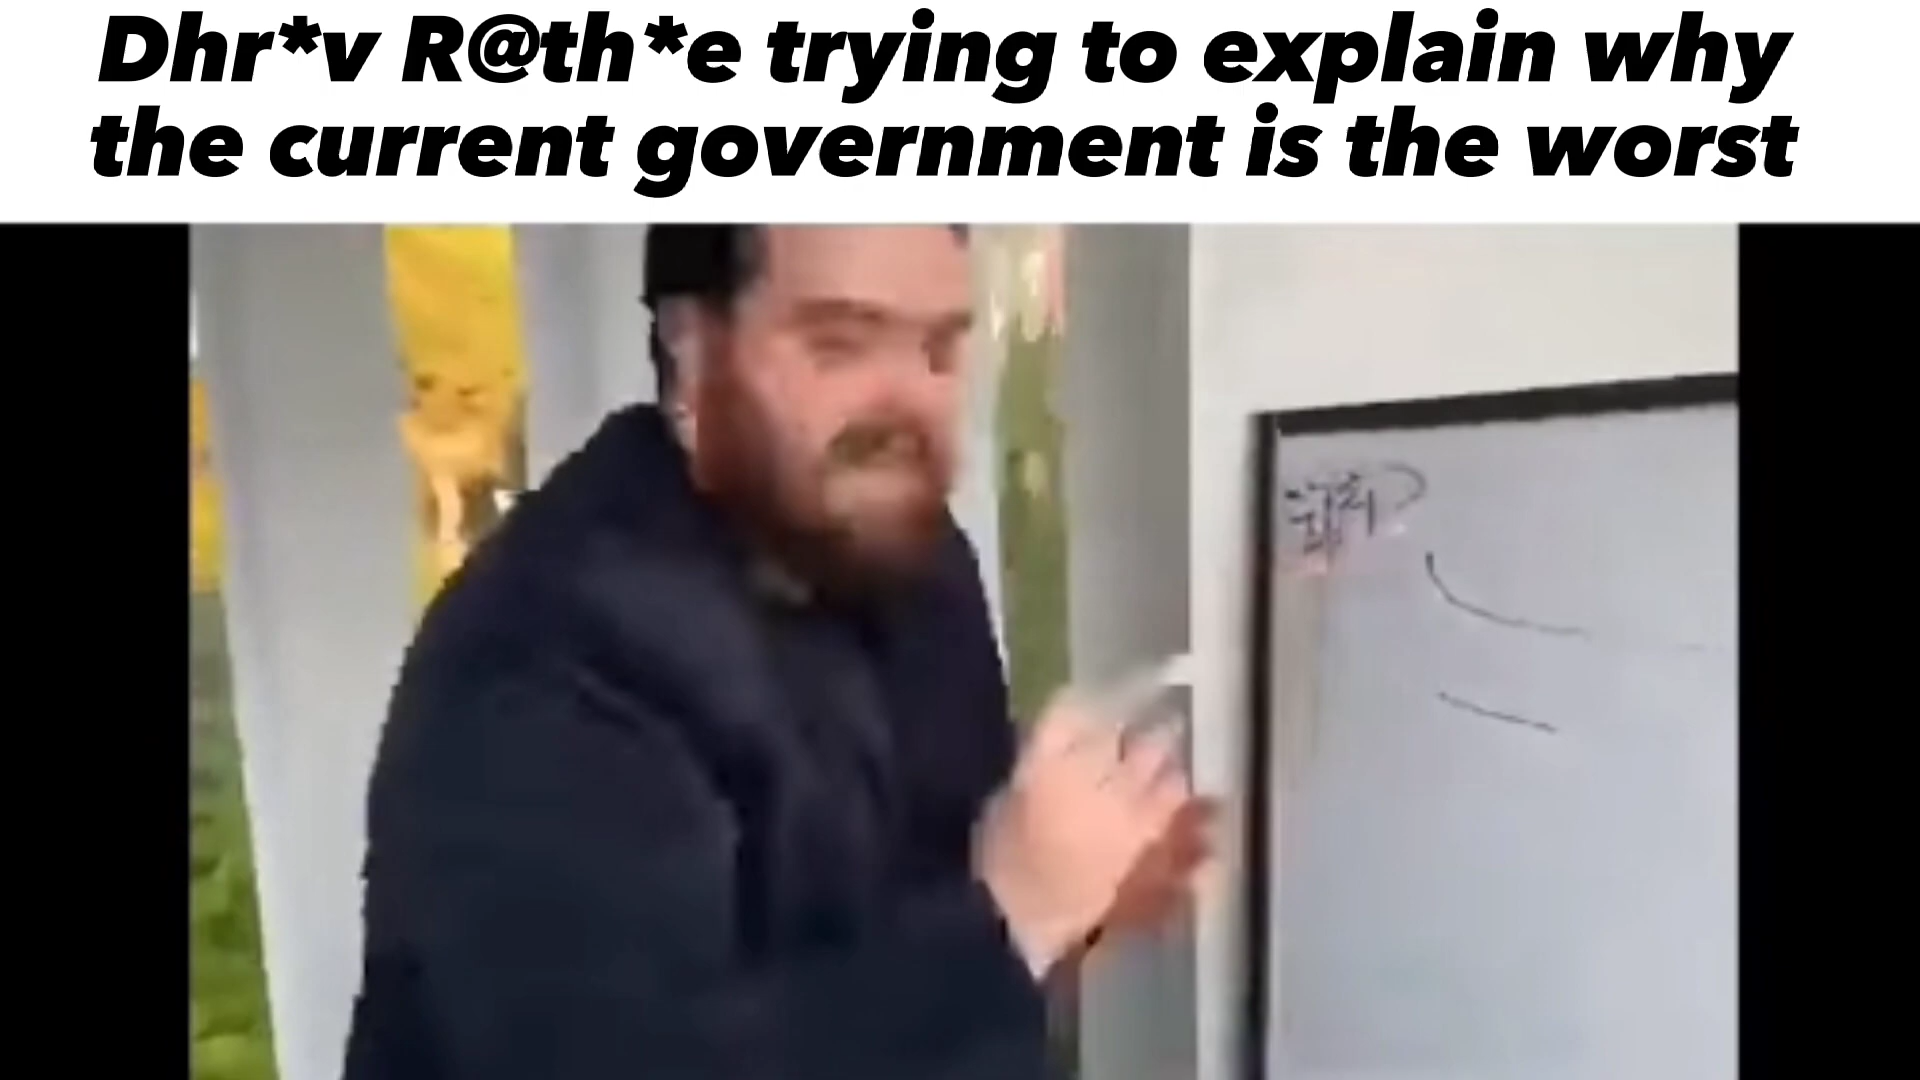 Dhr*v R@th*e trying to explain why
the current government is the worst